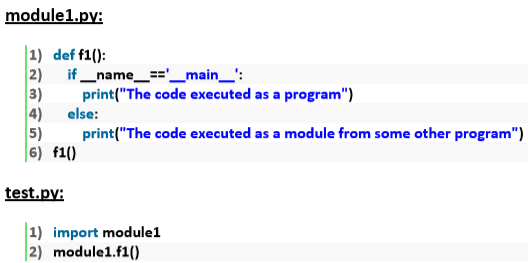 module1.py:
1) def f1():
2) if __name__=='__main__':
3) print("The code executed as a program")
4) else:
5) print("The code executed as a module from some other program")
6) f1()
test.py:
1) import module1
2) module1.f1()